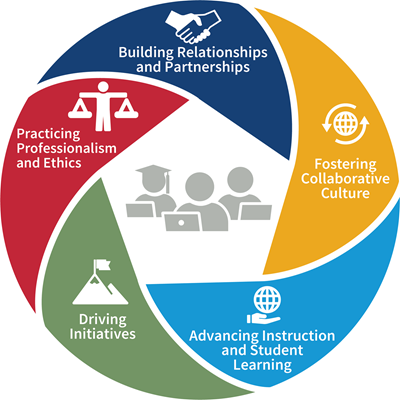 Building Relationships
and Partnerships
Fostering
Collaborative
Culture
Advancing Instruction
and Student
Learning
Driving
Initiatives
Practicing
Professionalism
and Ethics